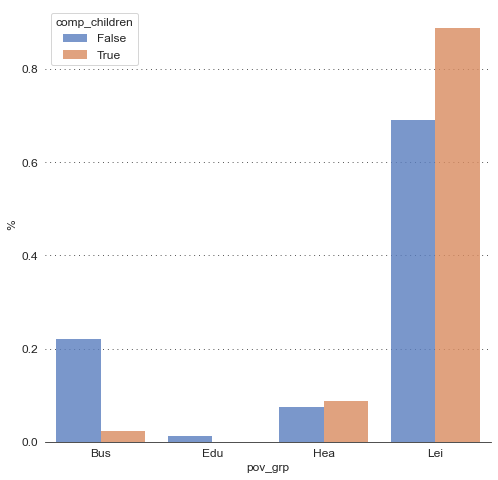 comp_children
False
True
%
0.8
0.6
0.4
0.2
0.0
Bus Edu Hea Lei
pov_grp